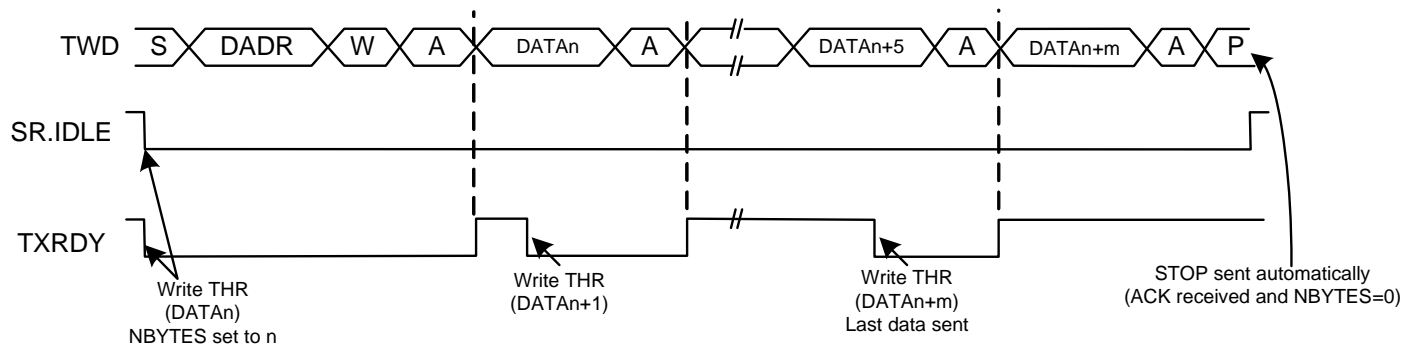 TWD S DADR W A DATAn A DATAn+5 A DATAn+m A P
SR.IDLE
TXRDY
Write THR
(DATAn)
NBYTES set to n
Write THR
(DATAn+1)
Write THR
(DATAn+m)
Last data sent
STOP sent automatically
(ACK received and NBYTES=0)